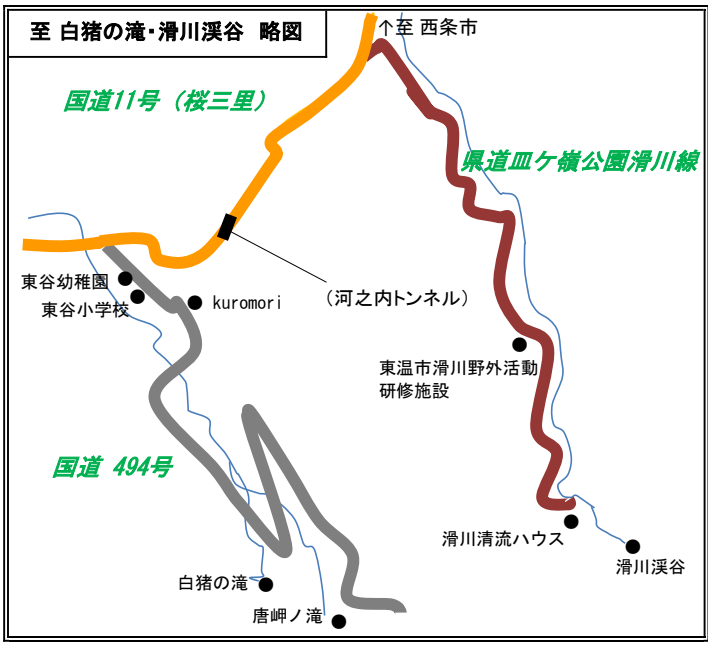 至 白猪の滝・滑川渓谷 略図
↑至 西条市
国道11号（桜三里）
県道皿ケ嶺公園滑川線
東谷幼稚園
東谷小学校
kuromori
（河之内トンネル）
東温市滑川野外活動
研修施設
国道 494号
滑川清流ハウス
滑川渓谷
白猪の滝
唐岬ノ滝